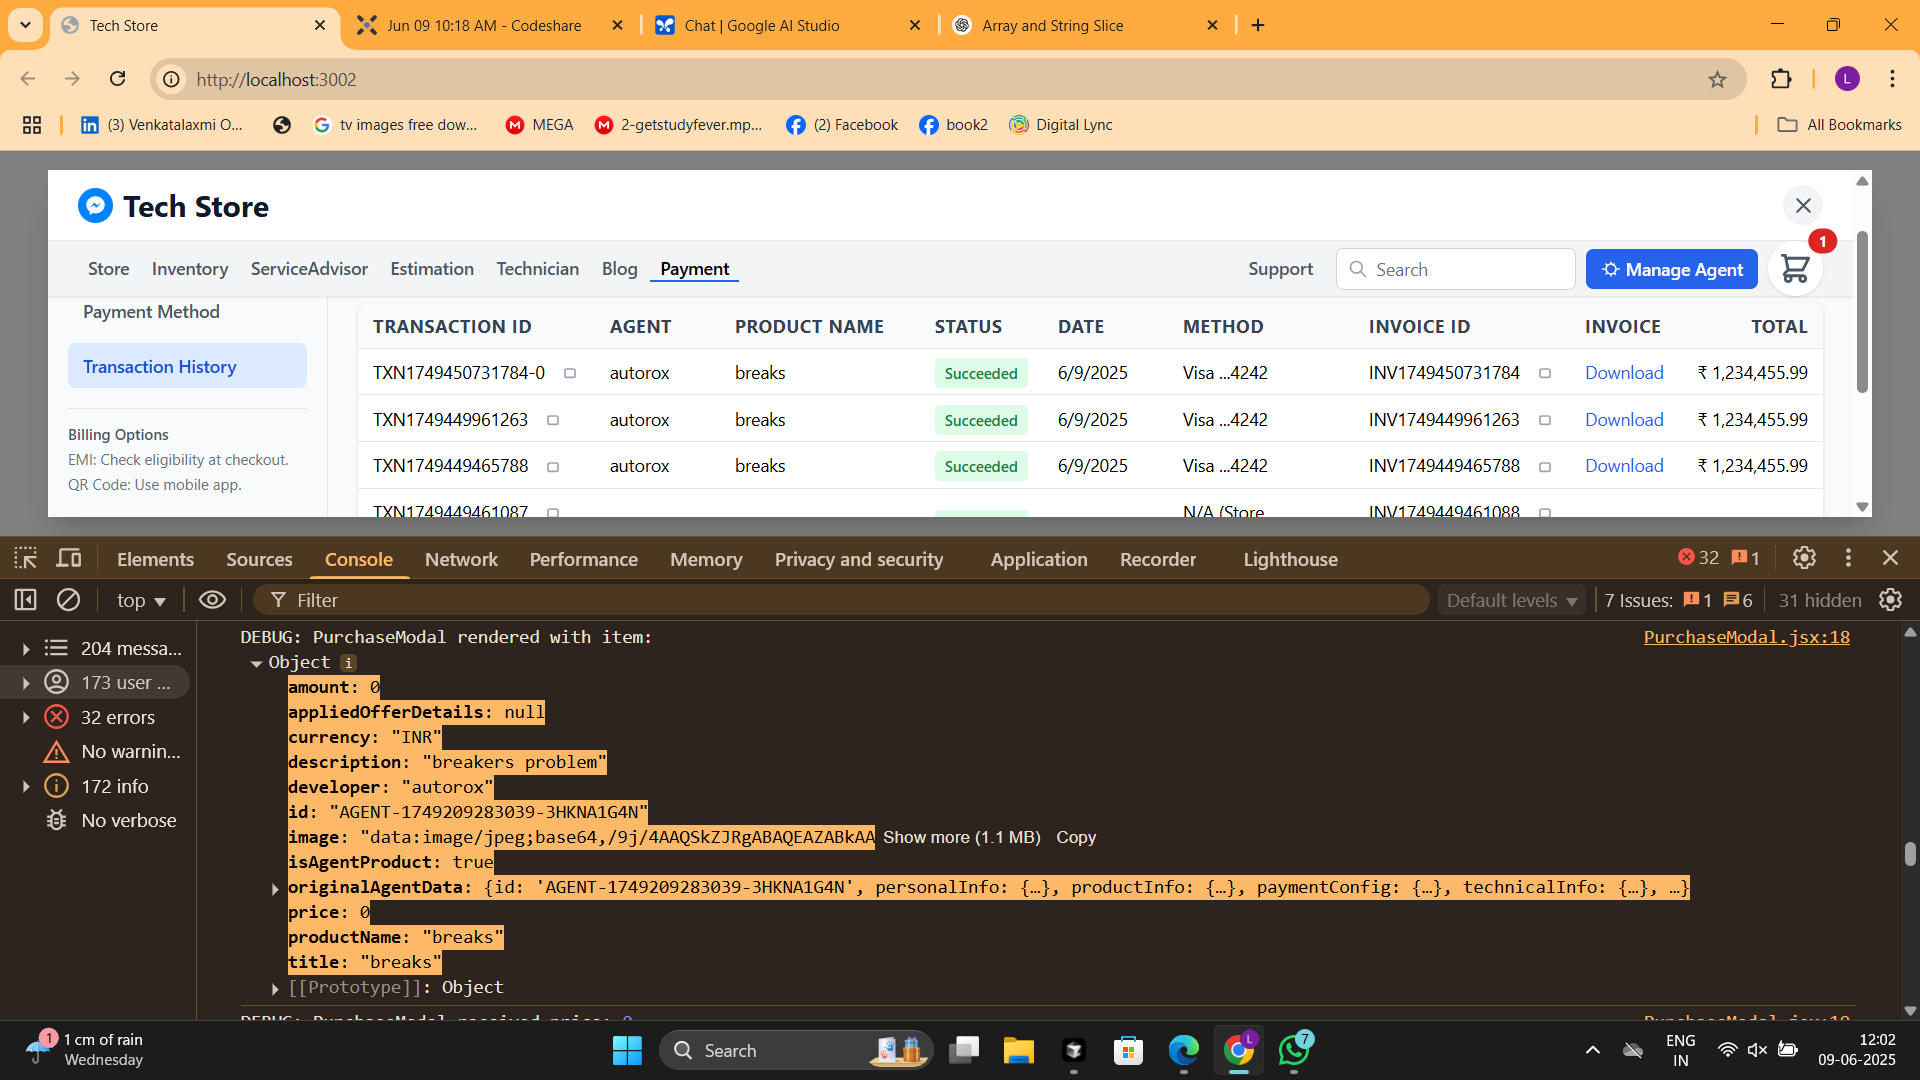 Tech Store
Jun 09 10:18 AM - Codeshare
Chat | Google AI Studio
Array and String Slice
http://localhost:3002
L
(3) Venkatalaxmi O...
tv images free dow...
MEGA
2-getstudyfever.mp...
(2) Facebook
book2
Digital Lync
All Bookmarks
Tech Store
1
Store Inventory ServiceAdvisor Estimation Technician Blog Payment Support Search Manage Agent
Payment Method
Transaction History
Billing Options
EMI: Check eligibility at checkout.
QR Code: Use mobile app.
TRANSACTION ID AGENT PRODUCT NAME STATUS DATE METHOD INVOICE ID INVOICE TOTAL
TXN1749450731784-0 autorox breaks Succeeded 6/9/2025 Visa ...4242 INV1749450731784 Download ₹ 1,234,455.99
TXN1749449961263 autorox breaks Succeeded 6/9/2025 Visa ...4242 INV1749449961263 Download ₹ 1,234,455.99
TXN1749449465788 autorox breaks Succeeded 6/9/2025 Visa ...4242 INV1749449465788 Download ₹ 1,234,455.99
TXN1749449461087 N/A (Store INV1749449461088
Elements Sources Console Network Performance Memory Privacy and security Application Recorder Lighthouse 32 1
top Filter Default levels 7 Issues: 1 6 31 hidden
204 messa...
173 user ...
32 errors
No warnin...
172 info
No verbose
DEBUG: PurchaseModal rendered with item: PurchaseModal.jsx:18
Object i
amount: 0
appliedOfferDetails: null
currency: "INR"
description: "breakers problem"
developer: "autorox"
id: "AGENT-1749209283039-3HKNA1G4N"
image: "data:image/jpeg;base64,/9j/4AAQSkZJRgABAQEAZABkAA Show more (1.1 MB) Copy
isAgentProduct: true
originalAgentData: {id: 'AGENT-1749209283039-3HKNA1G4N', personalInfo: {…}, productInfo: {…}, paymentConfig: {…}, technicalInfo: {…}, …}
price: 0
productName: "breaks"
title: "breaks"
[[Prototype]]: Object
DEBUG: PurchaseModal received price: 0 PurchaseModal.jsx:19
1
1 cm of rain
Wednesday
Search
L
7
ENG
IN
12:02
09-06-2025